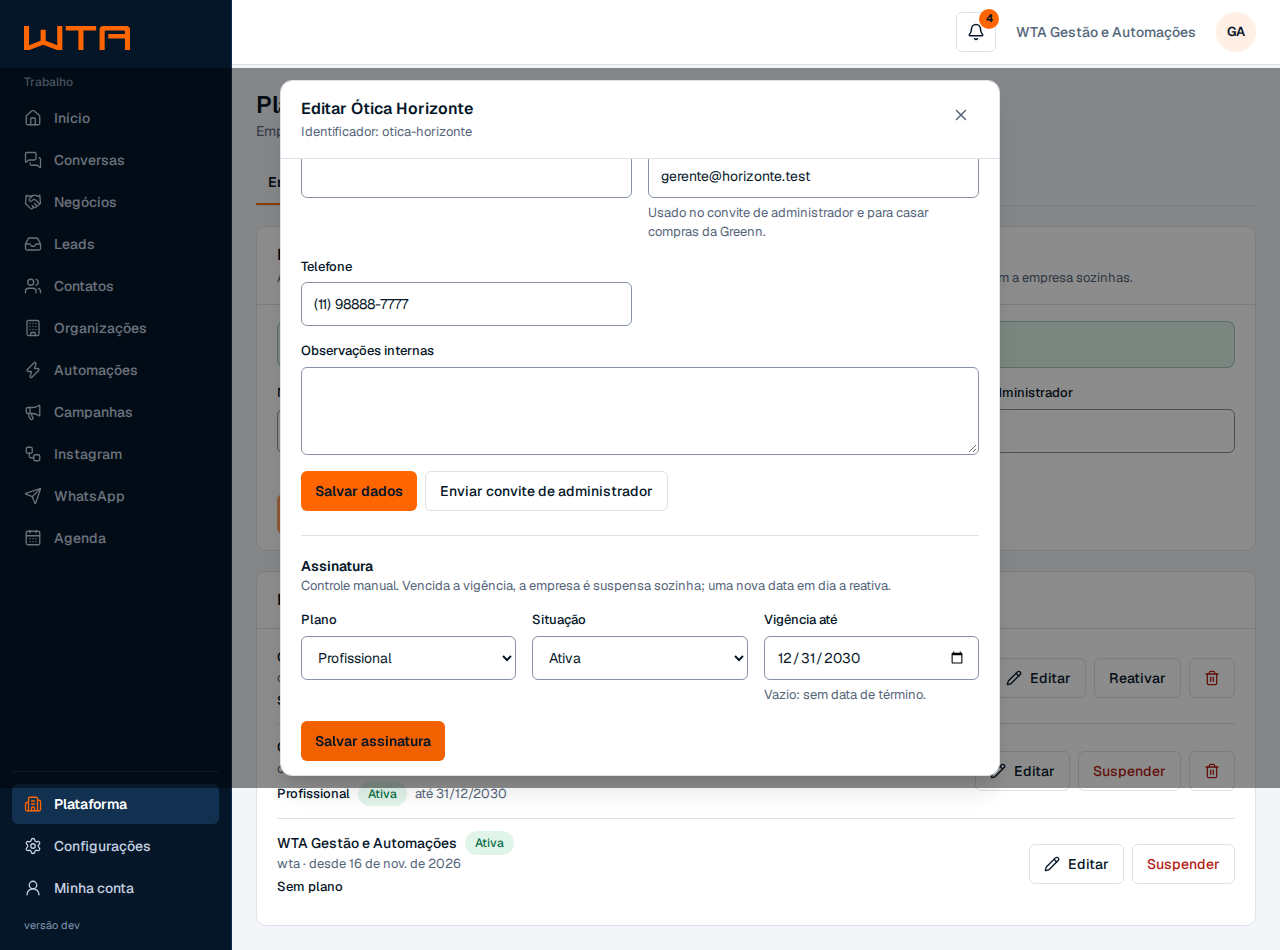 WTA
4
WTA Gestão e Automações
GA
Trabalho
Início
Conversas
Negócios
Leads
Contatos
Organizações
Automações
Campanhas
Instagram
WhatsApp
Agenda
Plataforma
Configurações
Minha conta
versão dev
Editar Ótica Horizonte
Identificador: otica-horizonte
gerente@horizonte.test
Usado no convite de administrador e para casar
compras da Greenn.
Telefone
(11) 98888-7777
Observações internas
Salvar dados
Enviar convite de administrador
Assinatura
Controle manual. Vencida a vigência, a empresa é suspensa sozinha; uma nova data em dia a reativa.
Plano
Situação
Vigência até
Profissional
Ativa
12/31/2030
Vazio: sem data de término.
Salvar assinatura
a empresa sozinhas.
Editar
Reativar
Editar
Suspender
Profissional
Ativa
até 31/12/2030
WTA Gestão e Automações
Ativa
wta · desde 16 de nov. de 2026
Sem plano
Editar
Suspender